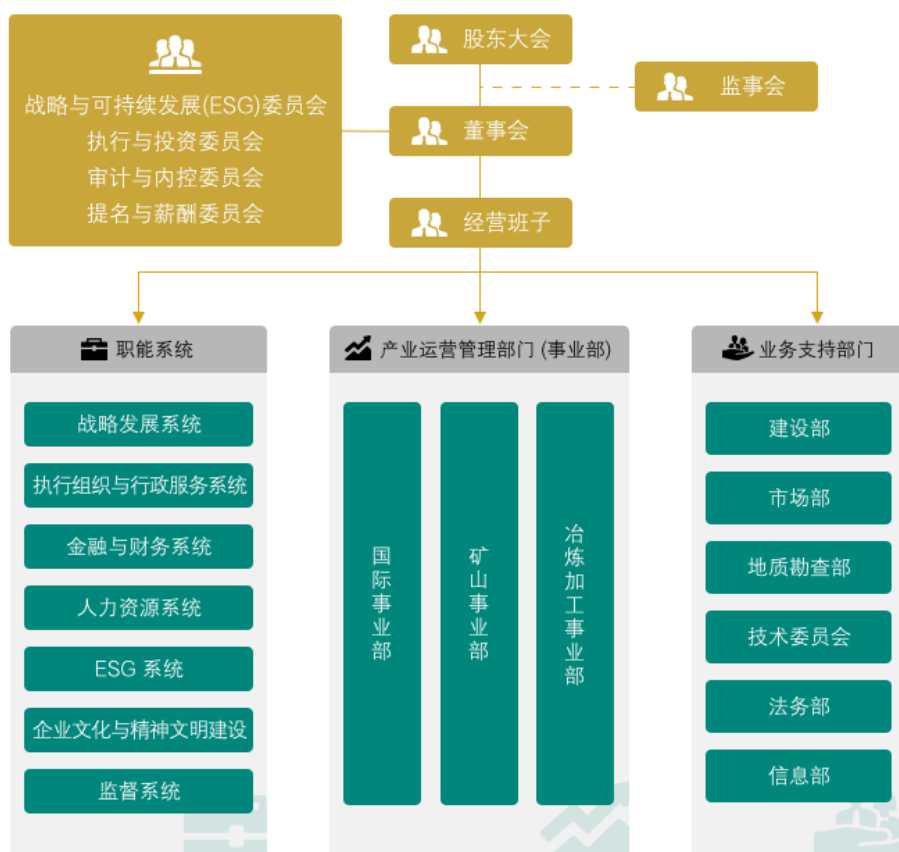 战略与可持续发展(ESG)委员会
执行与投资委员会
审计与内控委员会
提名与薪酬委员会
股东大会
监事会
董事会
经营班子
职能系统
战略发展系统
执行组织与行政服务系统
金融与财务系统
人力资源系统
ESG 系统
企业文化与精神文明建设
监督系统
产业运营管理部门 (事业部)
国际事业部
矿山事业部
冶炼加工事业部
业务支持部门
建设部
市场部
地质勘查部
技术委员会
法务部
信息部